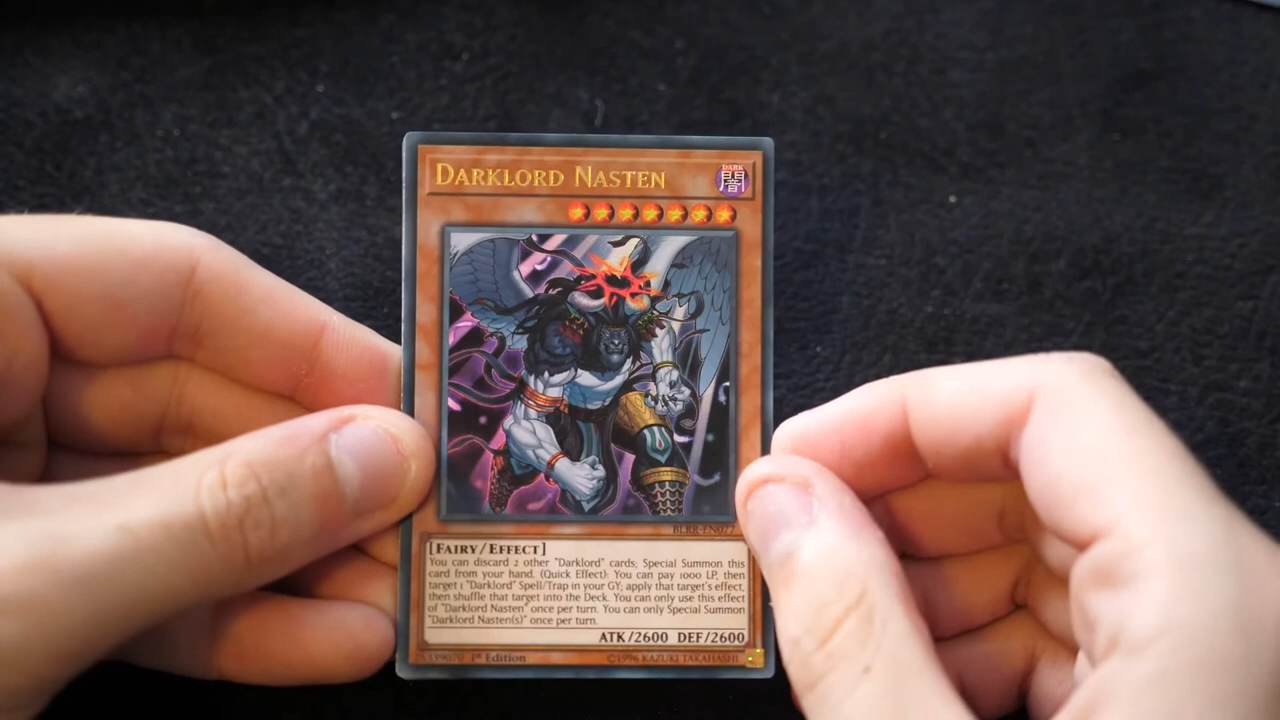 DARKLORD NASTEN
DARK
闇
BLRR-EN077
[FAIRY/EFFECT]
You can discard 2 other "Darklord" cards; Special Summon this
card from your hand. (Quick Effect): You can pay 1000 LP, then
target 1 "Darklord" Spell/Trap in your GY; apply that target's effect,
then shuffle that target into the Deck. You can only use this effect
of "Darklord Nasten" once per turn. You can only Special Summon
"Darklord Nasten(s)" once per turn.
ATK/2600 DEF/2600
1st Edition
©1996 KAZUKI TAKAHASHI